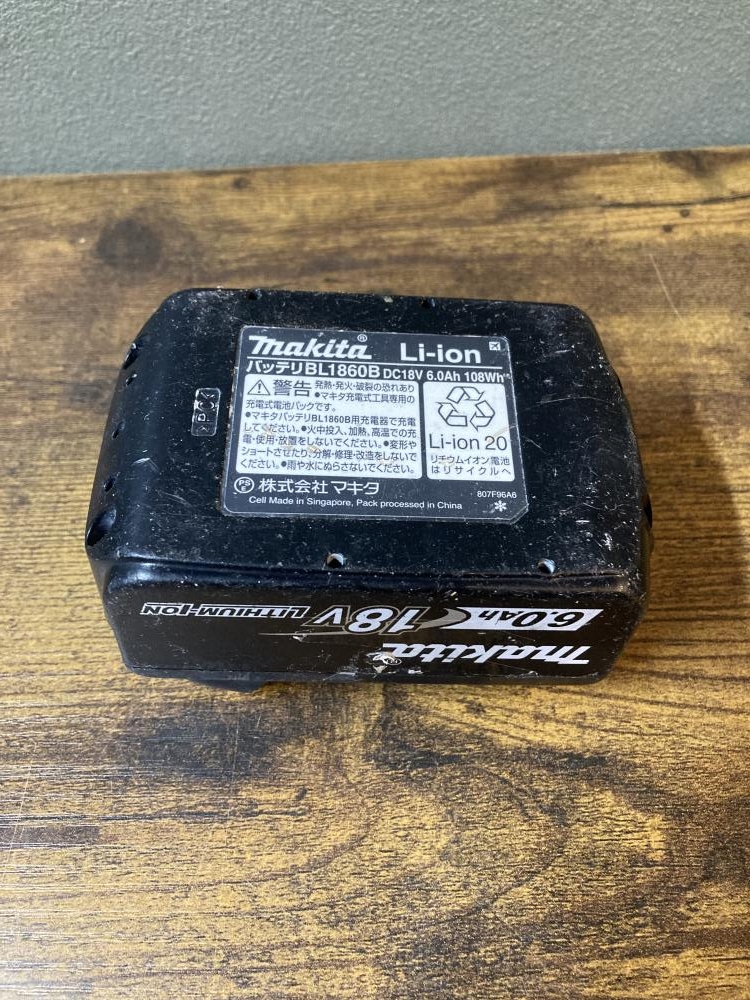 makita® Li-ion
バッテリBL1860B DC18V 6.0Ah 108Wh
警告 発熱・発火・破裂の恐れあり
●マキタ充電式工具専用の
充電式電池パックです。
●マキタバッテリBL1860B用充電器で充電
してください。●火中投入、加熱、高温での充
電・使用・放置をしないでください。●変形や
ショートさせたり、分解・修理・改造をしないで
ください。●雨や水にぬらさないでください。
Li-ion 20
リチウムイオン電池
はリサイクルへ
PS
E
株式会社 マキタ
807F96A6
Cell Made in Singapore, Pack processed in China
6.0Ah 18V LITHIUM-ION
makita